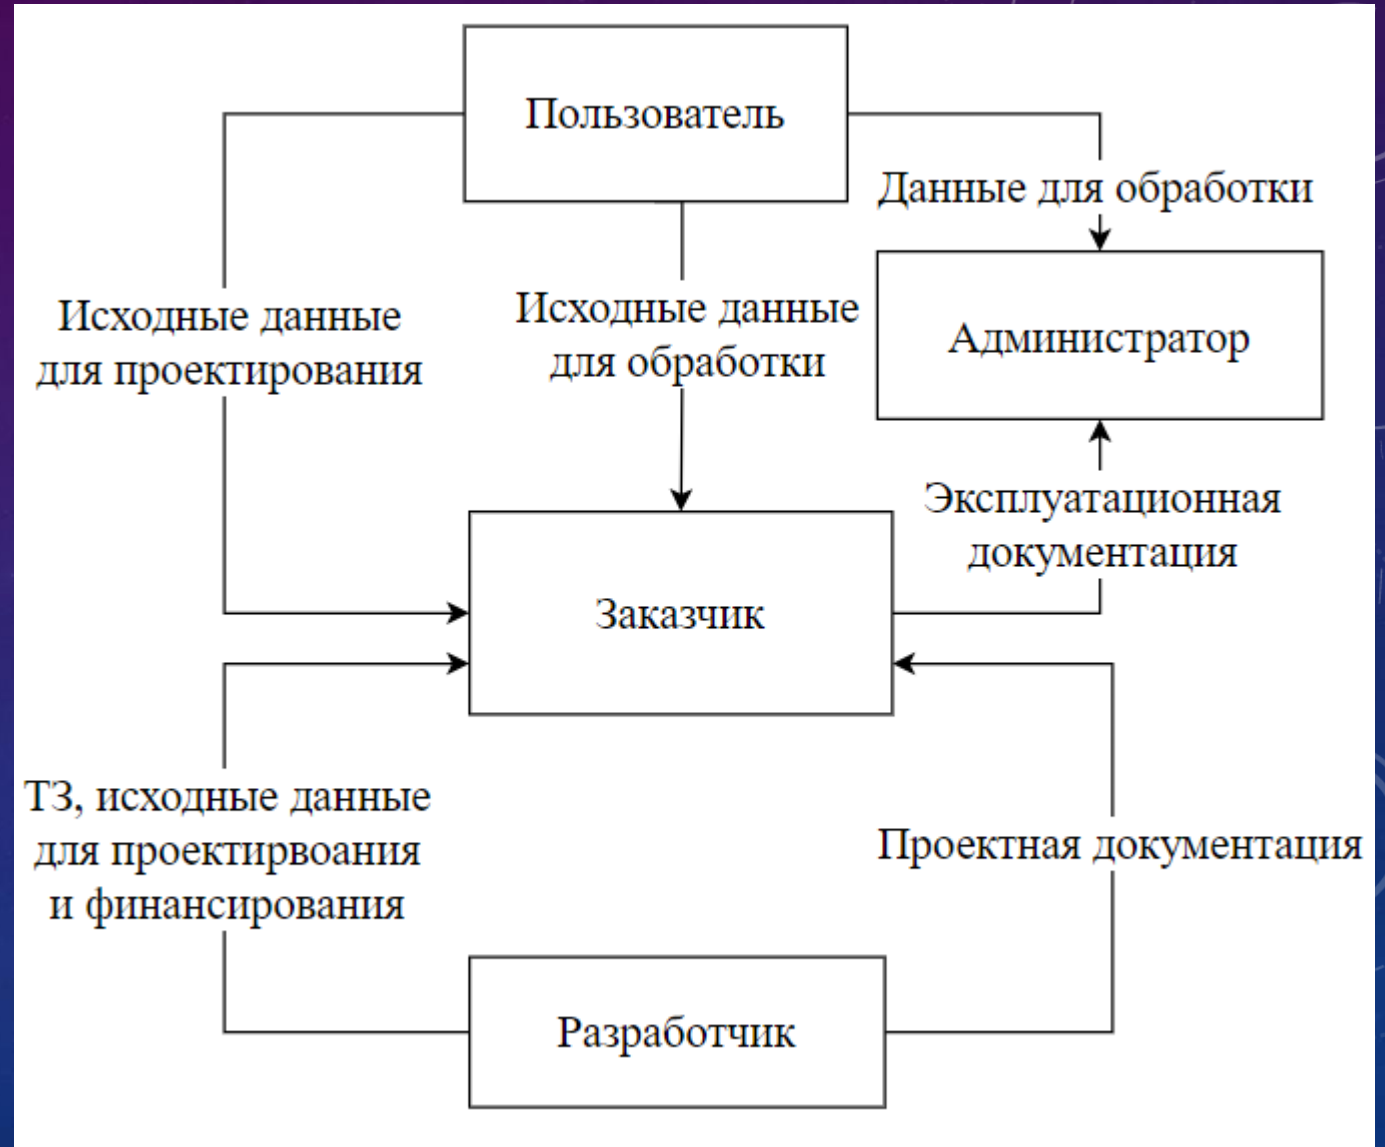 Пользователь
Данные для обработки
Исходные данные
для проектирования
Исходные данные
для обработки
Администратор
Эксплуатационная
документация
Заказчик
ТЗ, исходные данные
для проектирвоания
и финансирования
Проектная документация
Разработчик